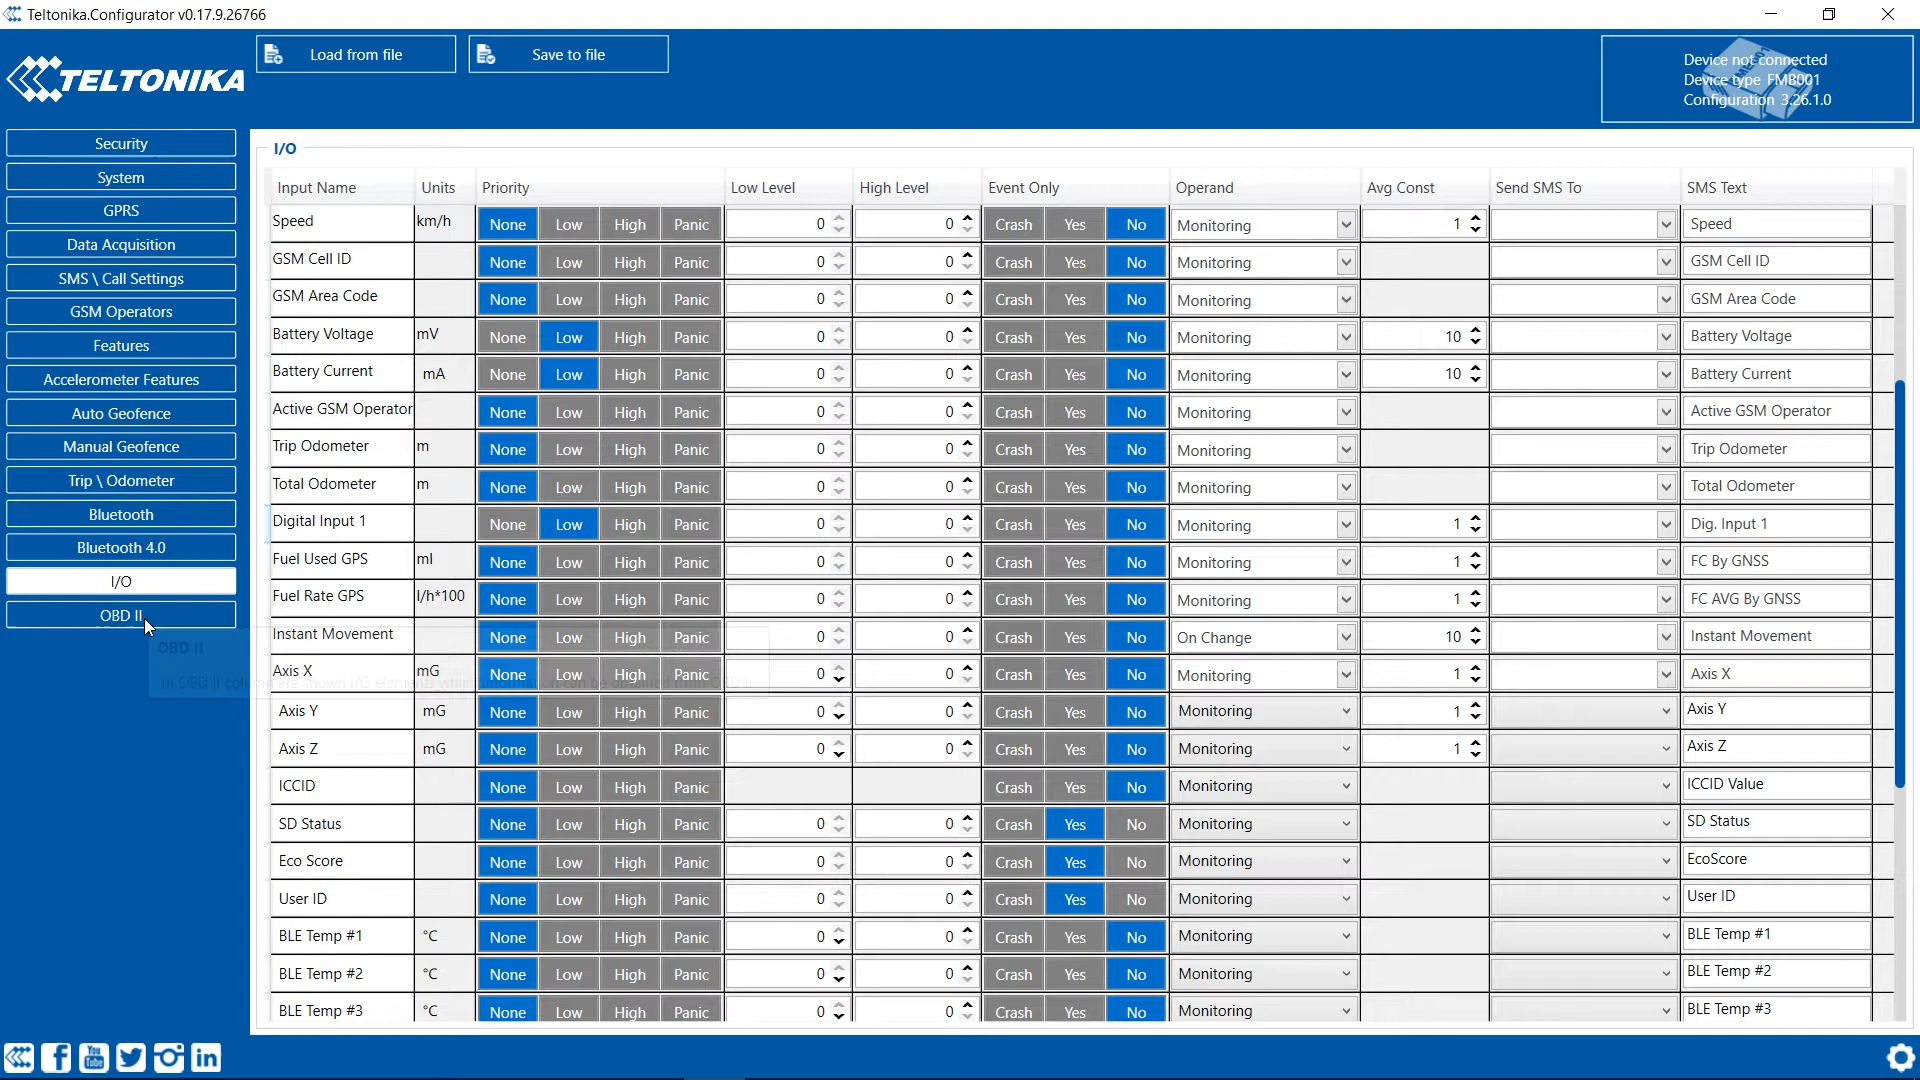 Teltonika.Configurator v0.17.9.26766
TELTONIKA
Load from file
Save to file
Device not connected
Device type FMB001
Configuration 3.26.1.0
Security
System
GPRS
Data Acquisition
SMS \ Call Settings
GSM Operators
Features
Accelerometer Features
Auto Geofence
Manual Geofence
Trip \ Odometer
Bluetooth
Bluetooth 4.0
I/O
OBD II
OBD II
I/O
Input Name Units Priority Low Level High Level Event Only Operand Avg Const Send SMS To SMS Text
Speed km/h None Low High Panic 0 0 Crash Yes No Monitoring 1 Speed
GSM Cell ID None Low High Panic 0 0 Crash Yes No Monitoring GSM Cell ID
GSM Area Code None Low High Panic 0 0 Crash Yes No Monitoring GSM Area Code
Battery Voltage mV None Low High Panic 0 0 Crash Yes No Monitoring 10 Battery Voltage
Battery Current mA None Low High Panic 0 0 Crash Yes No Monitoring 10 Battery Current
Active GSM Operator None Low High Panic 0 0 Crash Yes No Monitoring Active GSM Operator
Trip Odometer m None Low High Panic 0 0 Crash Yes No Monitoring Trip Odometer
Total Odometer m None Low High Panic 0 0 Crash Yes No Monitoring Total Odometer
Digital Input 1 None Low High Panic 0 0 Crash Yes No Monitoring 1 Dig. Input 1
Fuel Used GPS ml None Low High Panic 0 0 Crash Yes No Monitoring 1 FC By GNSS
Fuel Rate GPS l/h*100 None Low High Panic 0 0 Crash Yes No Monitoring 1 FC AVG By GNSS
Instant Movement None Low High Panic 0 0 Crash Yes No On Change 10 Instant Movement
Axis X mG None Low High Panic 0 0 Crash Yes No Monitoring 1 Axis X
Axis Y mG None Low High Panic 0 0 Crash Yes No Monitoring 1 Axis Y
Axis Z mG None Low High Panic 0 0 Crash Yes No Monitoring 1 Axis Z
ICCID None Low High Panic Crash Yes No Monitoring ICCID Value
SD Status None Low High Panic 0 0 Crash Yes No Monitoring SD Status
Eco Score None Low High Panic 0 0 Crash Yes No Monitoring EcoScore
User ID None Low High Panic 0 0 Crash Yes No Monitoring User ID
BLE Temp #1 °C None Low High Panic 0 0 Crash Yes No Monitoring BLE Temp #1
BLE Temp #2 °C None Low High Panic 0 0 Crash Yes No Monitoring BLE Temp #2
BLE Temp #3 °C None Low High Panic 0 0 Crash Yes No Monitoring BLE Temp #3